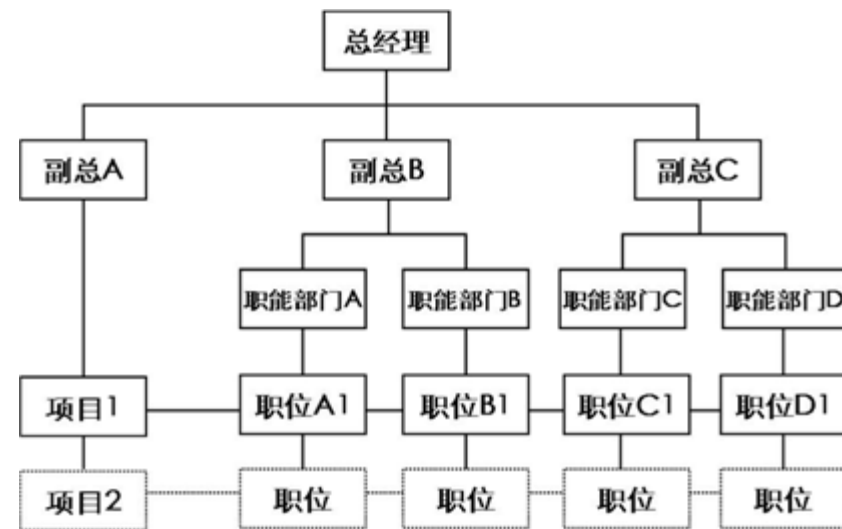 总经理
副总A
副总B
副总C
职能部门A
职能部门B
职能部门C
职能部门D
项目1
职位A1
职位B1
职位C1
职位D1
项目2
职位
职位
职位
职位